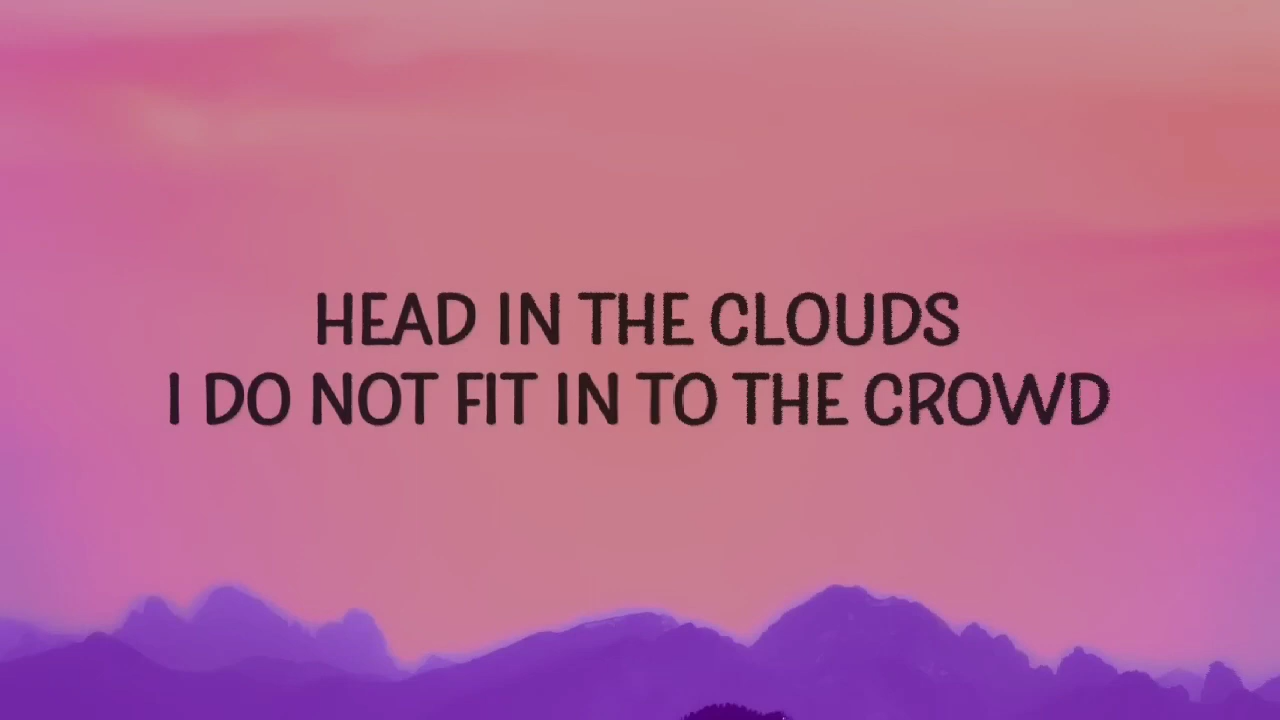 HEAD IN THE CLOUDS
I DO NOT FIT IN TO THE CROWD